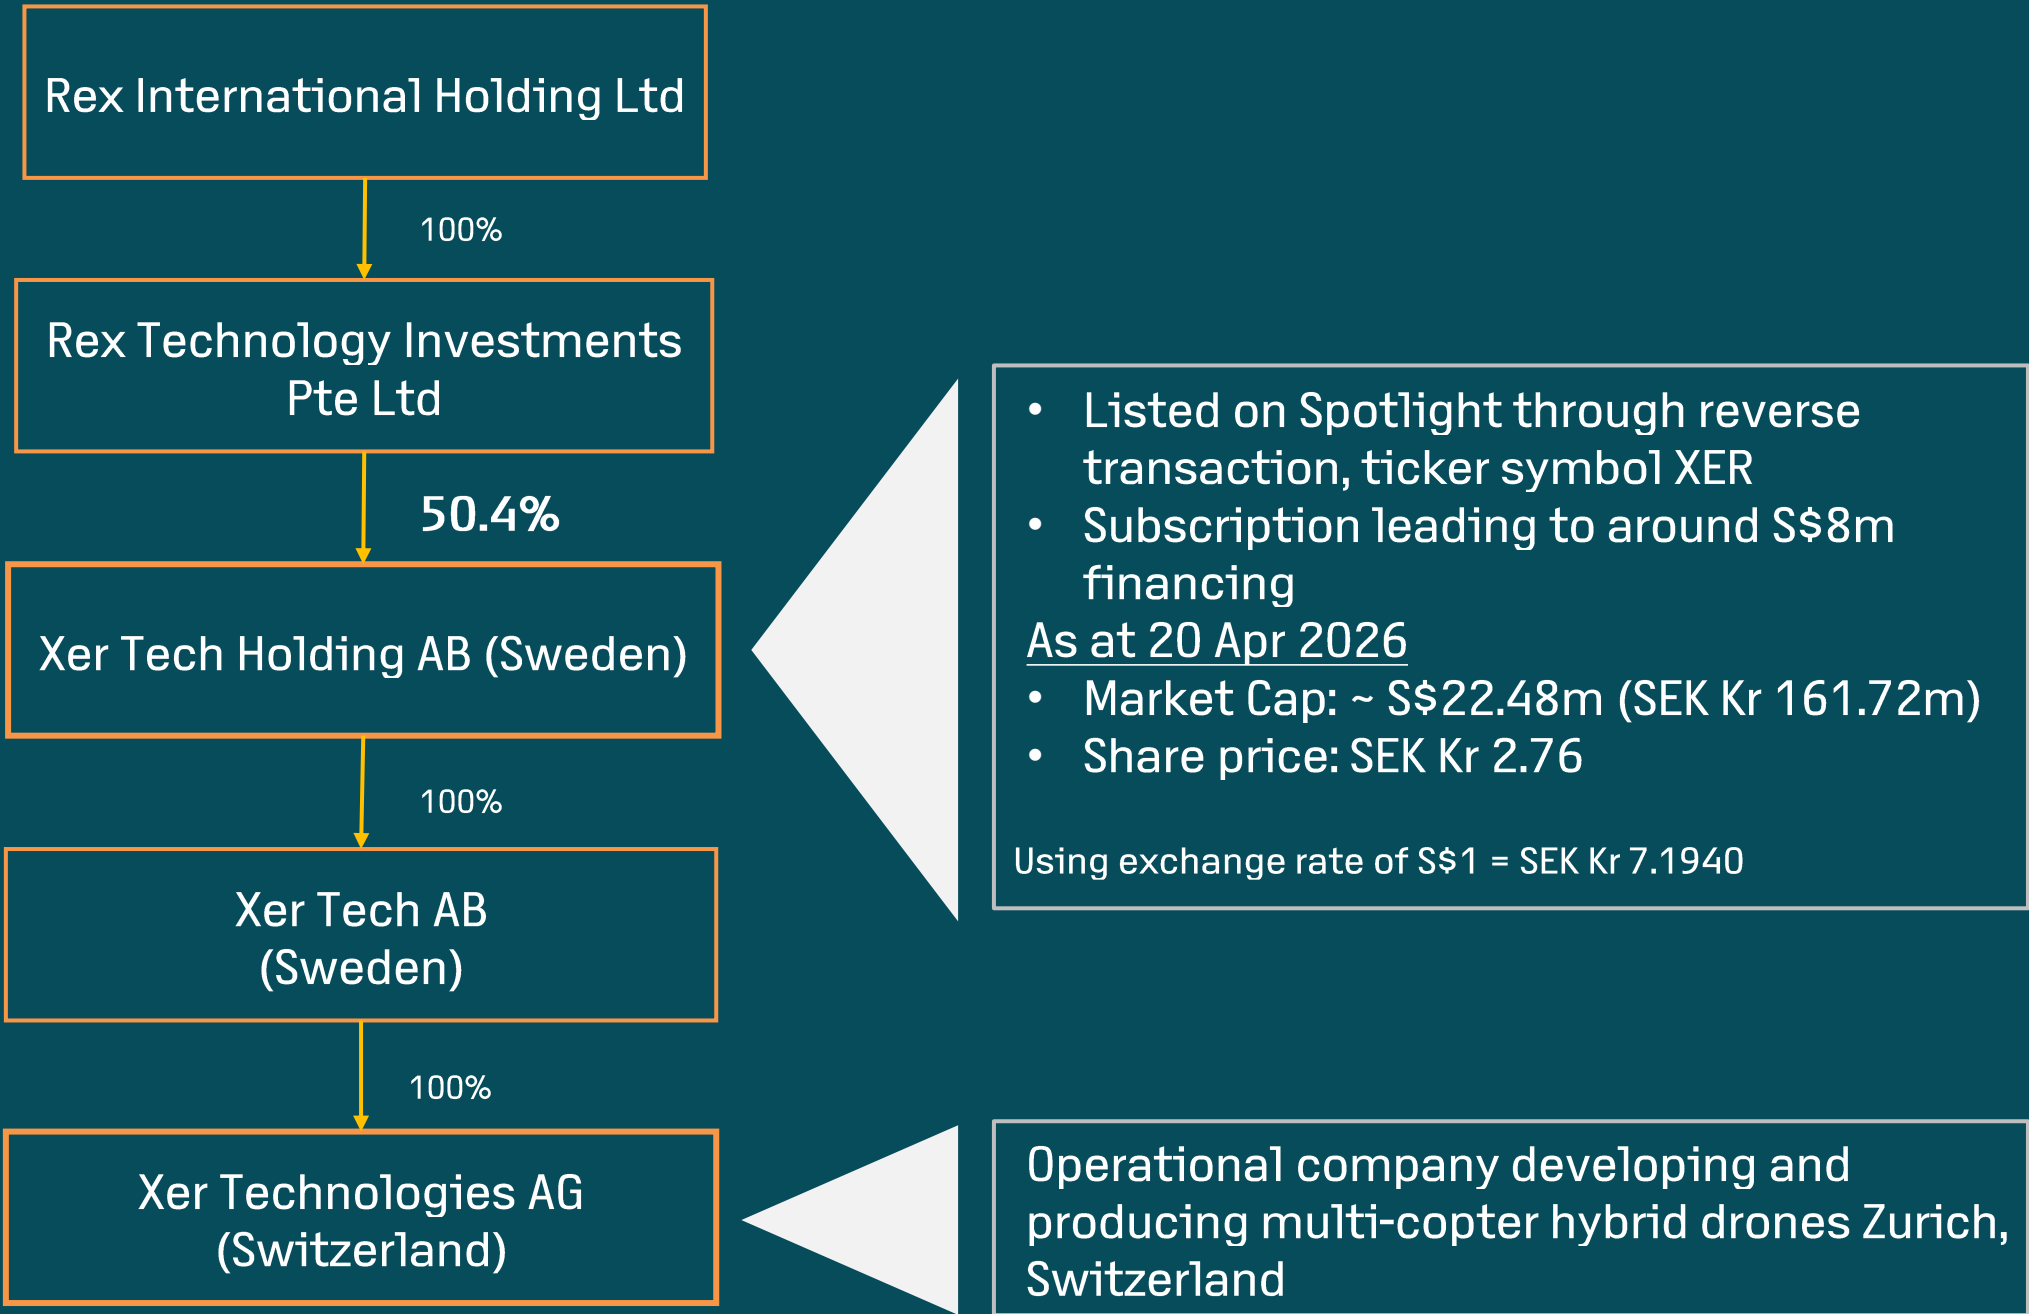 Rex International Holding Ltd
100%
Rex Technology Investments
Pte Ltd
50.4%
Xer Tech Holding AB (Sweden)
100%
Xer Tech AB
(Sweden)
100%
Xer Technologies AG
(Switzerland)
• Listed on Spotlight through reverse
transaction, ticker symbol XER
• Subscription leading to around S$8m
financing
As at 20 Apr 2026
• Market Cap: ~ S$22.48m (SEK Kr 161.72m)
• Share price: SEK Kr 2.76
Using exchange rate of S$1 = SEK Kr 7.1940
Operational company developing and
producing multi-copter hybrid drones Zurich,
Switzerland